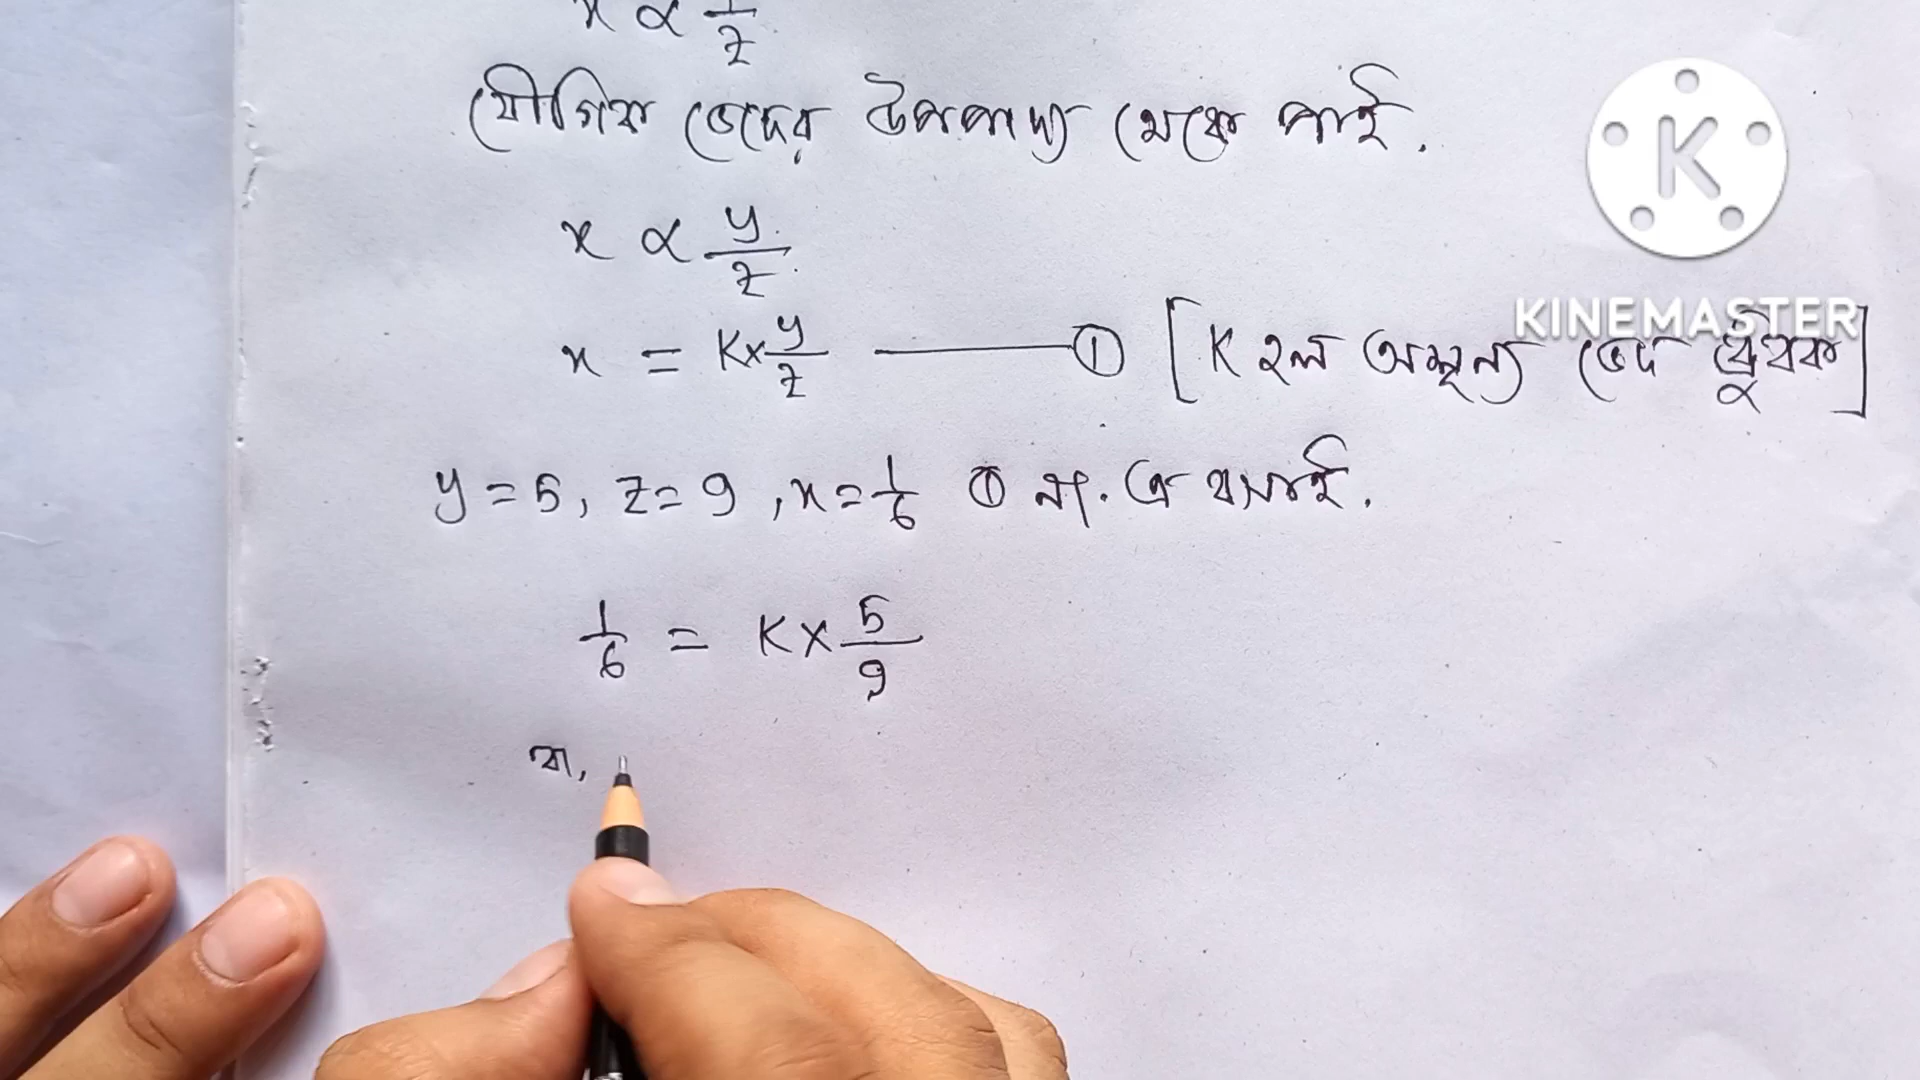 x ∝ 1/z
যৌগিক ভেদের উপপাদ্য থেকে পাই.
x ∝ y/z
x = K×y/z ——— ① [K হল অশূন্য ভেদ ধ্রুবক]
y = 5, z = 9, x = 1/6 ① নং. এ বসাই.
1/6 = K × 5/9
বা,
K
KINEMASTER